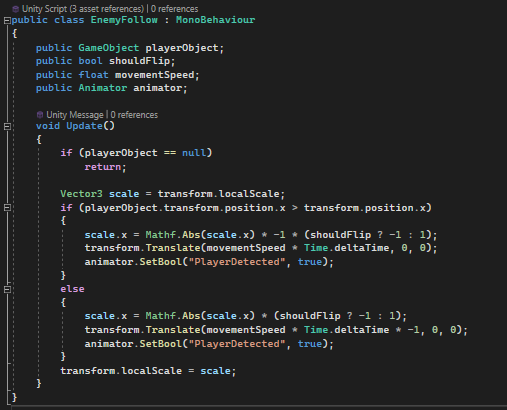 Unity Script (3 asset references) | 0 references
public class EnemyFollow : MonoBehaviour
{
    public GameObject playerObject;
    public bool shouldFlip;
    public float movementSpeed;
    public Animator animator;

    Unity Message | 0 references
    void Update()
    {
        if (playerObject == null)
            return;

        Vector3 scale = transform.localScale;
        if (playerObject.transform.position.x > transform.position.x)
        {
            scale.x = Mathf.Abs(scale.x) * -1 * (shouldFlip ? -1 : 1);
            transform.Translate(movementSpeed * Time.deltaTime, 0, 0);
            animator.SetBool("PlayerDetected", true);
        }
        else
        {
            scale.x = Mathf.Abs(scale.x) * (shouldFlip ? -1 : 1);
            transform.Translate(movementSpeed * Time.deltaTime * -1, 0, 0);
            animator.SetBool("PlayerDetected", true);
        }
        transform.localScale = scale;
    }
}